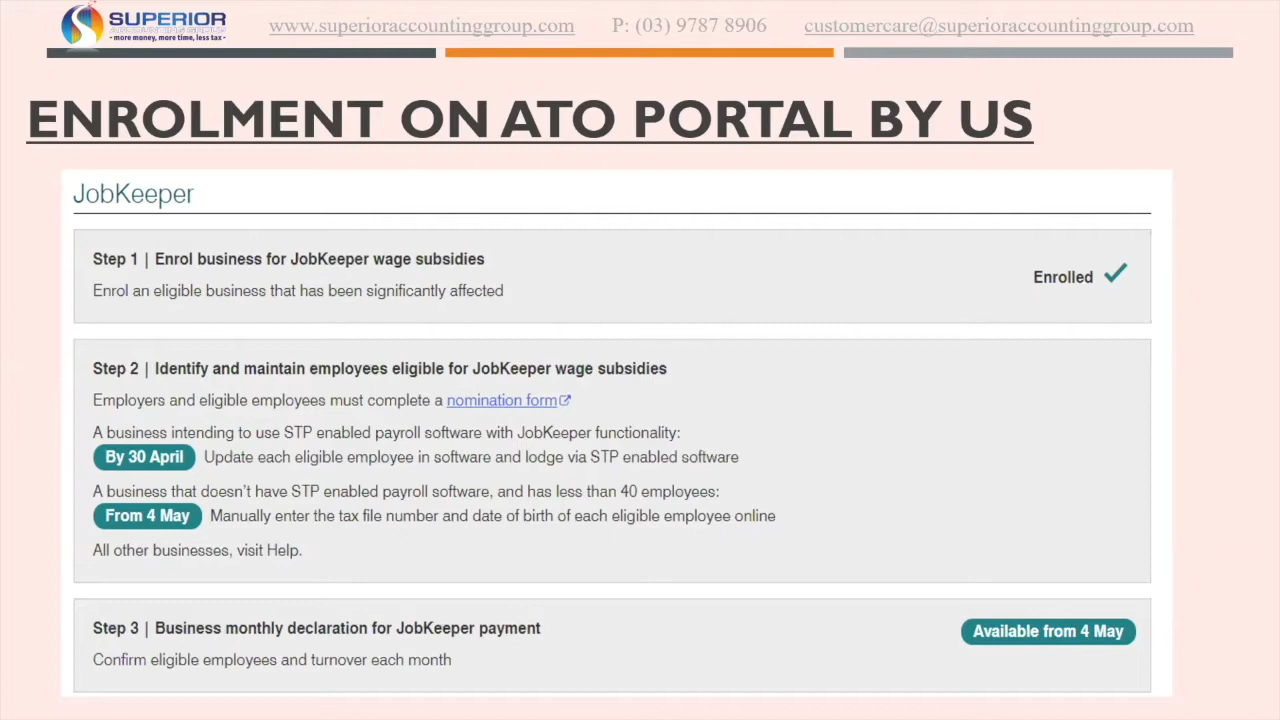 SUPERIOR
ACCOUNTING GROUP
- more money, more time, less tax -
www.superioraccountinggroup.com P: (03) 9787 8906 customercare@superioraccountinggroup.com
ENROLMENT ON ATO PORTAL BY US
JobKeeper
Step 1 | Enrol business for JobKeeper wage subsidies
Enrol an eligible business that has been significantly affected
Enrolled
Step 2 | Identify and maintain employees eligible for JobKeeper wage subsidies
Employers and eligible employees must complete a nomination form
A business intending to use STP enabled payroll software with JobKeeper functionality:
By 30 April Update each eligible employee in software and lodge via STP enabled software
A business that doesn't have STP enabled payroll software, and has less than 40 employees:
From 4 May Manually enter the tax file number and date of birth of each eligible employee online
All other businesses, visit Help.
Step 3 | Business monthly declaration for JobKeeper payment
Available from 4 May
Confirm eligible employees and turnover each month